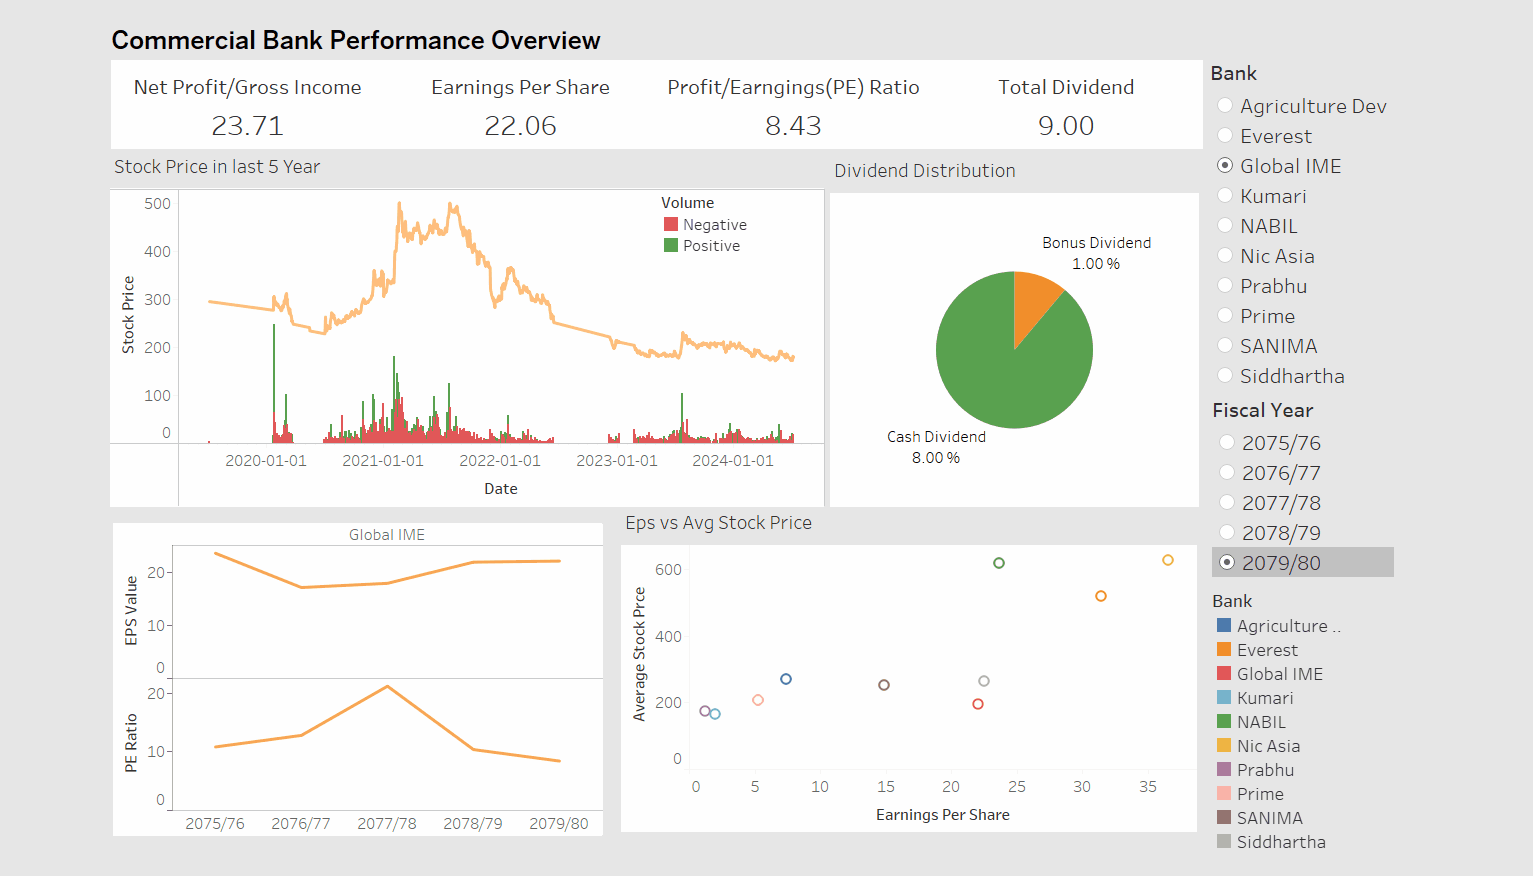 Commercial Bank Performance Overview
Net Profit/Gross Income
23.71
Earnings Per Share
22.06
Profit/Earngings(PE) Ratio
8.43
Total Dividend
9.00
Stock Price in last 5 Year
Stock Price
500
400
300
200
100
0
Volume
Negative
Positive
2020-01-01 2021-01-01 2022-01-01 2023-01-01 2024-01-01
Date
Dividend Distribution
Bonus Dividend
1.00 %
Cash Dividend
8.00 %
Global IME
EPS Value
20
10
0
PE Ratio
20
10
0
2075/76 2076/77 2077/78 2078/79 2079/80
Eps vs Avg Stock Price
Average Stock Prce
600
400
200
0
0 5 10 15 20 25 30 35
Earnings Per Share
Bank
Agriculture Dev
Everest
Global IME
Kumari
NABIL
Nic Asia
Prabhu
Prime
SANIMA
Siddhartha
Fiscal Year
2075/76
2076/77
2077/78
2078/79
2079/80
Bank
Agriculture ..
Everest
Global IME
Kumari
NABIL
Nic Asia
Prabhu
Prime
SANIMA
Siddhartha